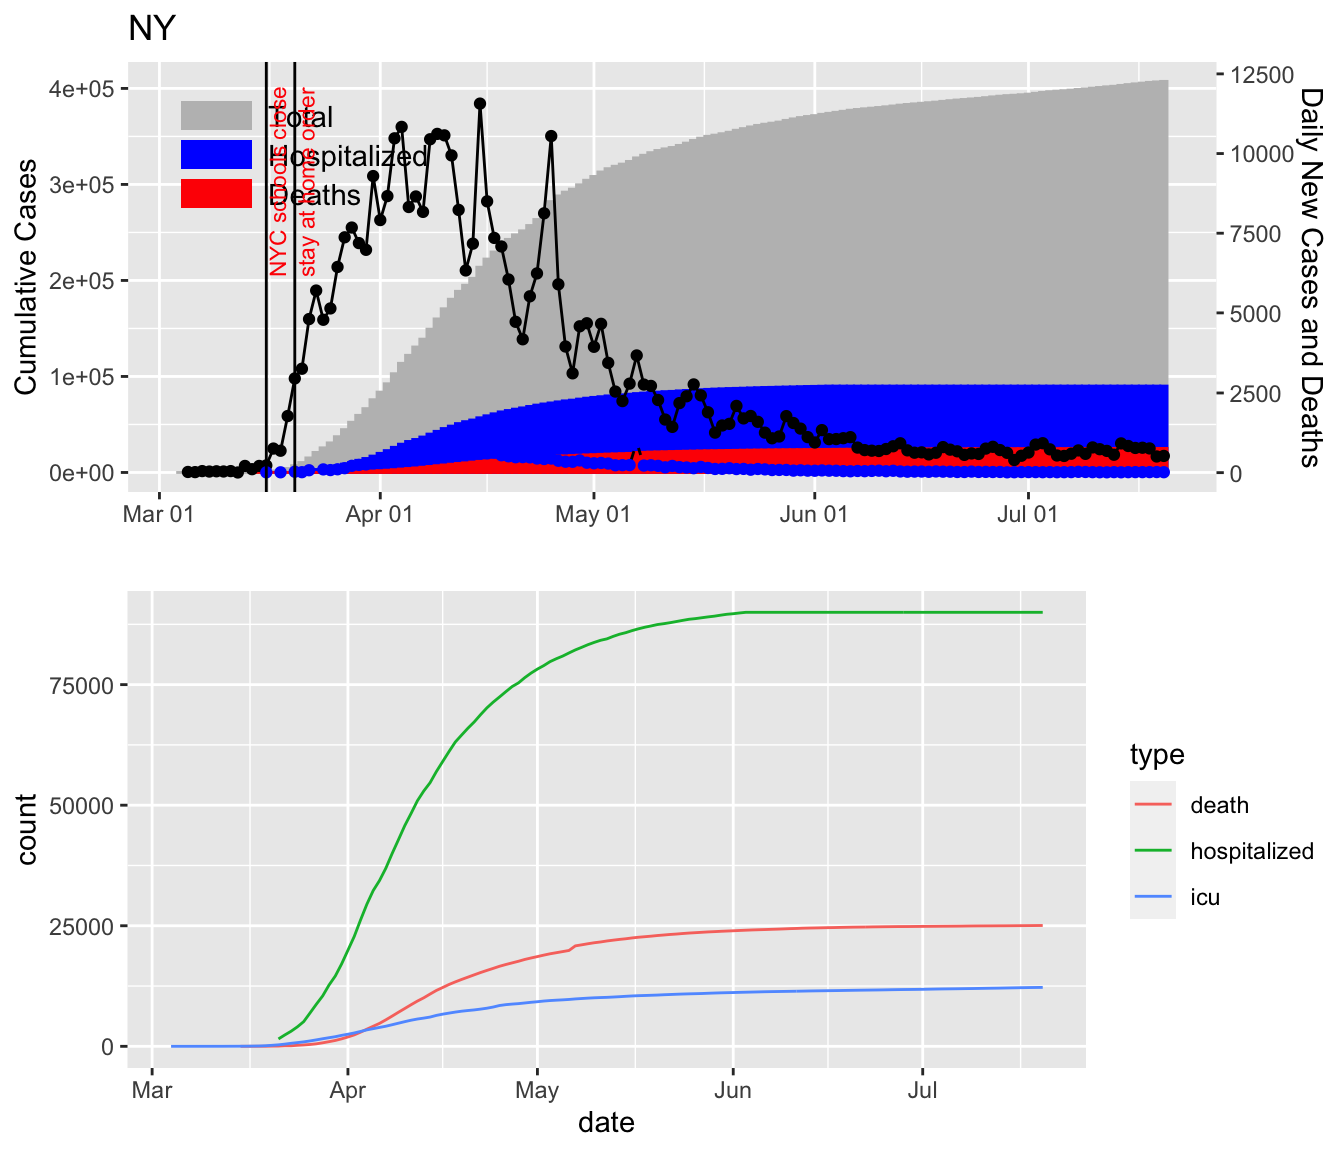 NY
4e+05
3e+05
2e+05
1e+05
0e+00
Cumulative Cases
12500
10000
7500
5000
2500
0
Daily New Cases and Deaths
Total
Hospitalized
Deaths
NYC schools close
stay at home order
Mar 01
Apr 01
May 01
Jun 01
Jul 01
75000
50000
25000
0
count
Mar
Apr
May
Jun
Jul
date
type
death
hospitalized
icu